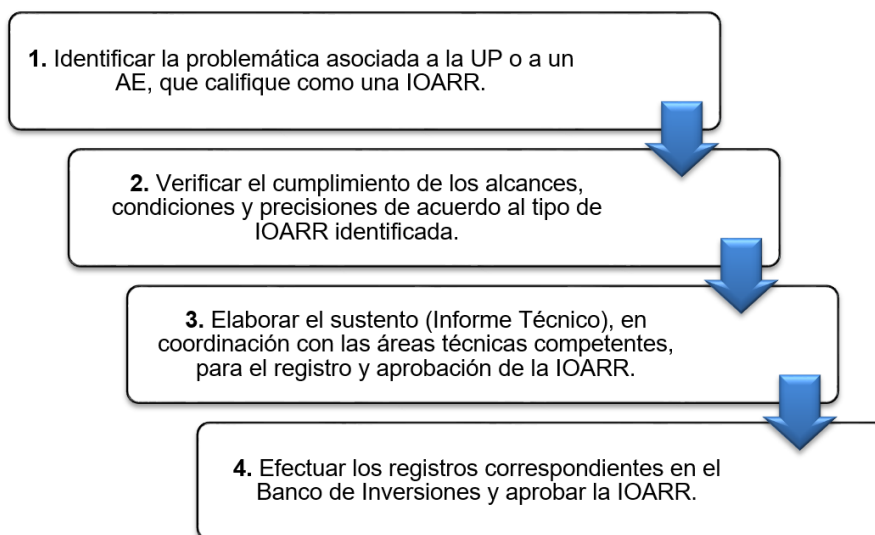 1. Identificar la problemática asociada a la UP o a un
AE, que califique como una IOARR.
2. Verificar el cumplimiento de los alcances,
condiciones y precisiones de acuerdo al tipo de
IOARR identificada.
3. Elaborar el sustento (Informe Técnico), en
coordinación con las áreas técnicas competentes,
para el registro y aprobación de la IOARR.
4. Efectuar los registros correspondientes en el
Banco de Inversiones y aprobar la IOARR.